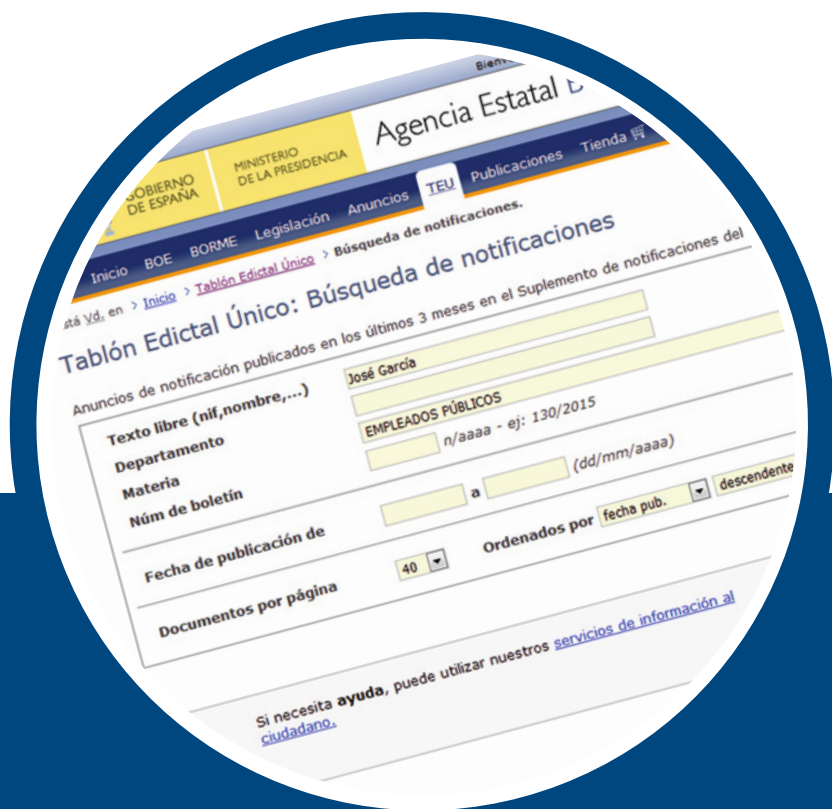 GOBIERNO
DE ESPAÑA
MINISTERIO
DE LA PRESIDENCIA
Agencia Estatal
Inicio BOE BORME Legislación Anuncios TEU Publicaciones Tienda
Vd. en > Inicio > Tablón Edictal Único > Búsqueda de notificaciones.
Tablón Edictal Único: Búsqueda de notificaciones
Anuncios de notificación publicados en los últimos 3 meses en el Suplemento de notificaciones del
Texto libre (nif,nombre,...) José García
Departamento
Materia EMPLEADOS PÚBLICOS
Núm de boletín n/aaaa - ej: 130/2015
Fecha de publicación de a (dd/mm/aaaa)
Documentos por página 40 Ordenados por fecha pub. descendente
Si necesita ayuda, puede utilizar nuestros servicios de información al
ciudadano.